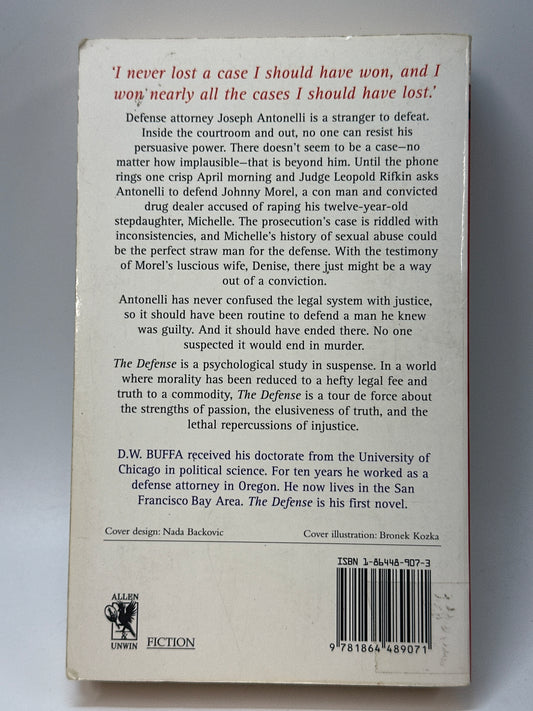 'I never lost a case I should have won, and I
won nearly all the cases I should have lost.'
Defense attorney Joseph Antonelli is a stranger to defeat.
Inside the courtroom and out, no one can resist his
persuasive power. There doesn't seem to be a case—no
matter how implausible—that is beyond him. Until the phone
rings one crisp April morning and Judge Leopold Rifkin asks
Antonelli to defend Johnny Morel, a con man and convicted
drug dealer accused of raping his twelve-year-old
stepdaughter, Michelle. The prosecution's case is riddled with
inconsistencies, and Michelle's history of sexual abuse could
be the perfect straw man for the defense. With the testimony
of Morel's luscious wife, Denise, there just might be a way
out of a conviction.
Antonelli has never confused the legal system with justice,
so it should have been routine to defend a man he knew
was guilty. And it should have ended there. No one
suspected it would end in murder.
The Defense is a psychological study in suspense. In a world
where morality has been reduced to a hefty legal fee and
truth to a commodity, The Defense is a tour de force about
the strengths of passion, the elusiveness of truth, and the
lethal repercussions of injustice.
D.W. BUFFA received his doctorate from the University of
Chicago in political science. For ten years he worked as a
defense attorney in Oregon. He now lives in the San
Francisco Bay Area. The Defense is his first novel.
Cover design: Nada Backovic Cover illustration: Bronek Kozka
ISBN 1-86448-907-3
ALLEN
UNWIN
FICTION
9 781864 489071